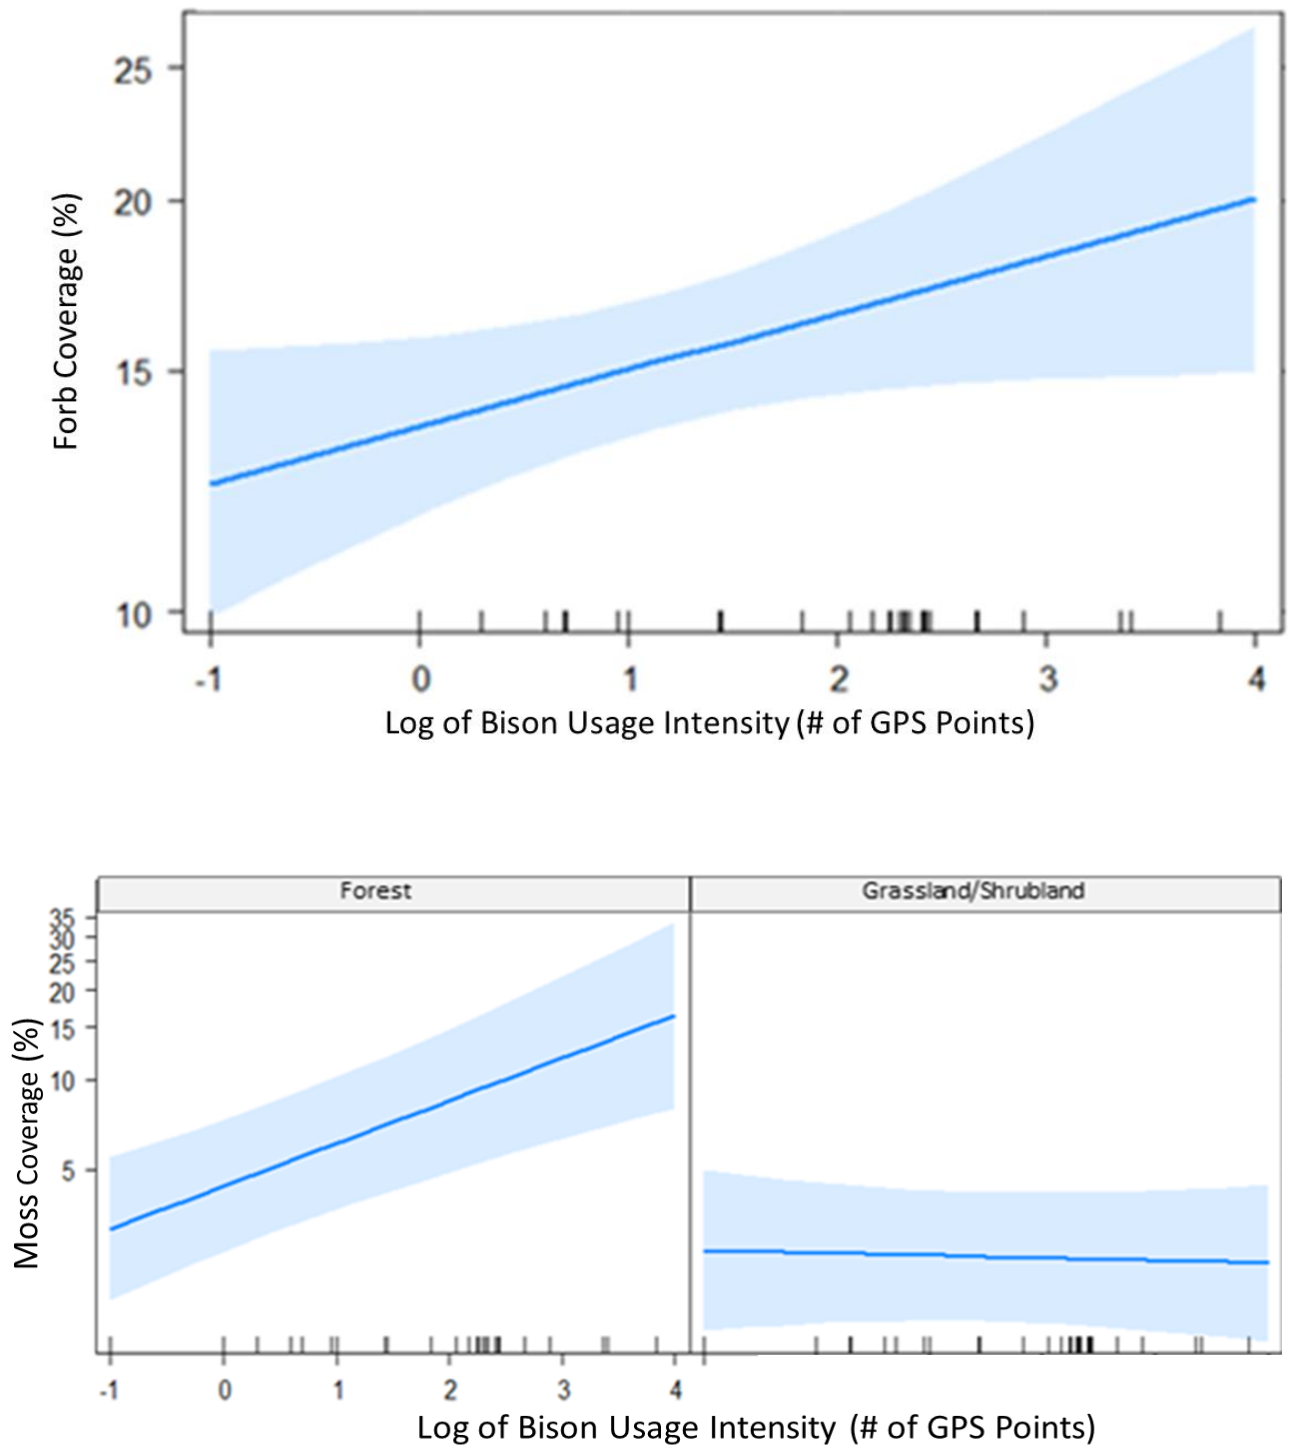 25
20
15
10
Forb Coverage (%)
-1 0 1 2 3 4
Log of Bison Usage Intensity (# of GPS Points)
Forest Grassland/Shrubland
35
30
25
20
15
10
5
Moss Coverage (%)
-1 0 1 2 3 4
Log of Bison Usage Intensity (# of GPS Points)